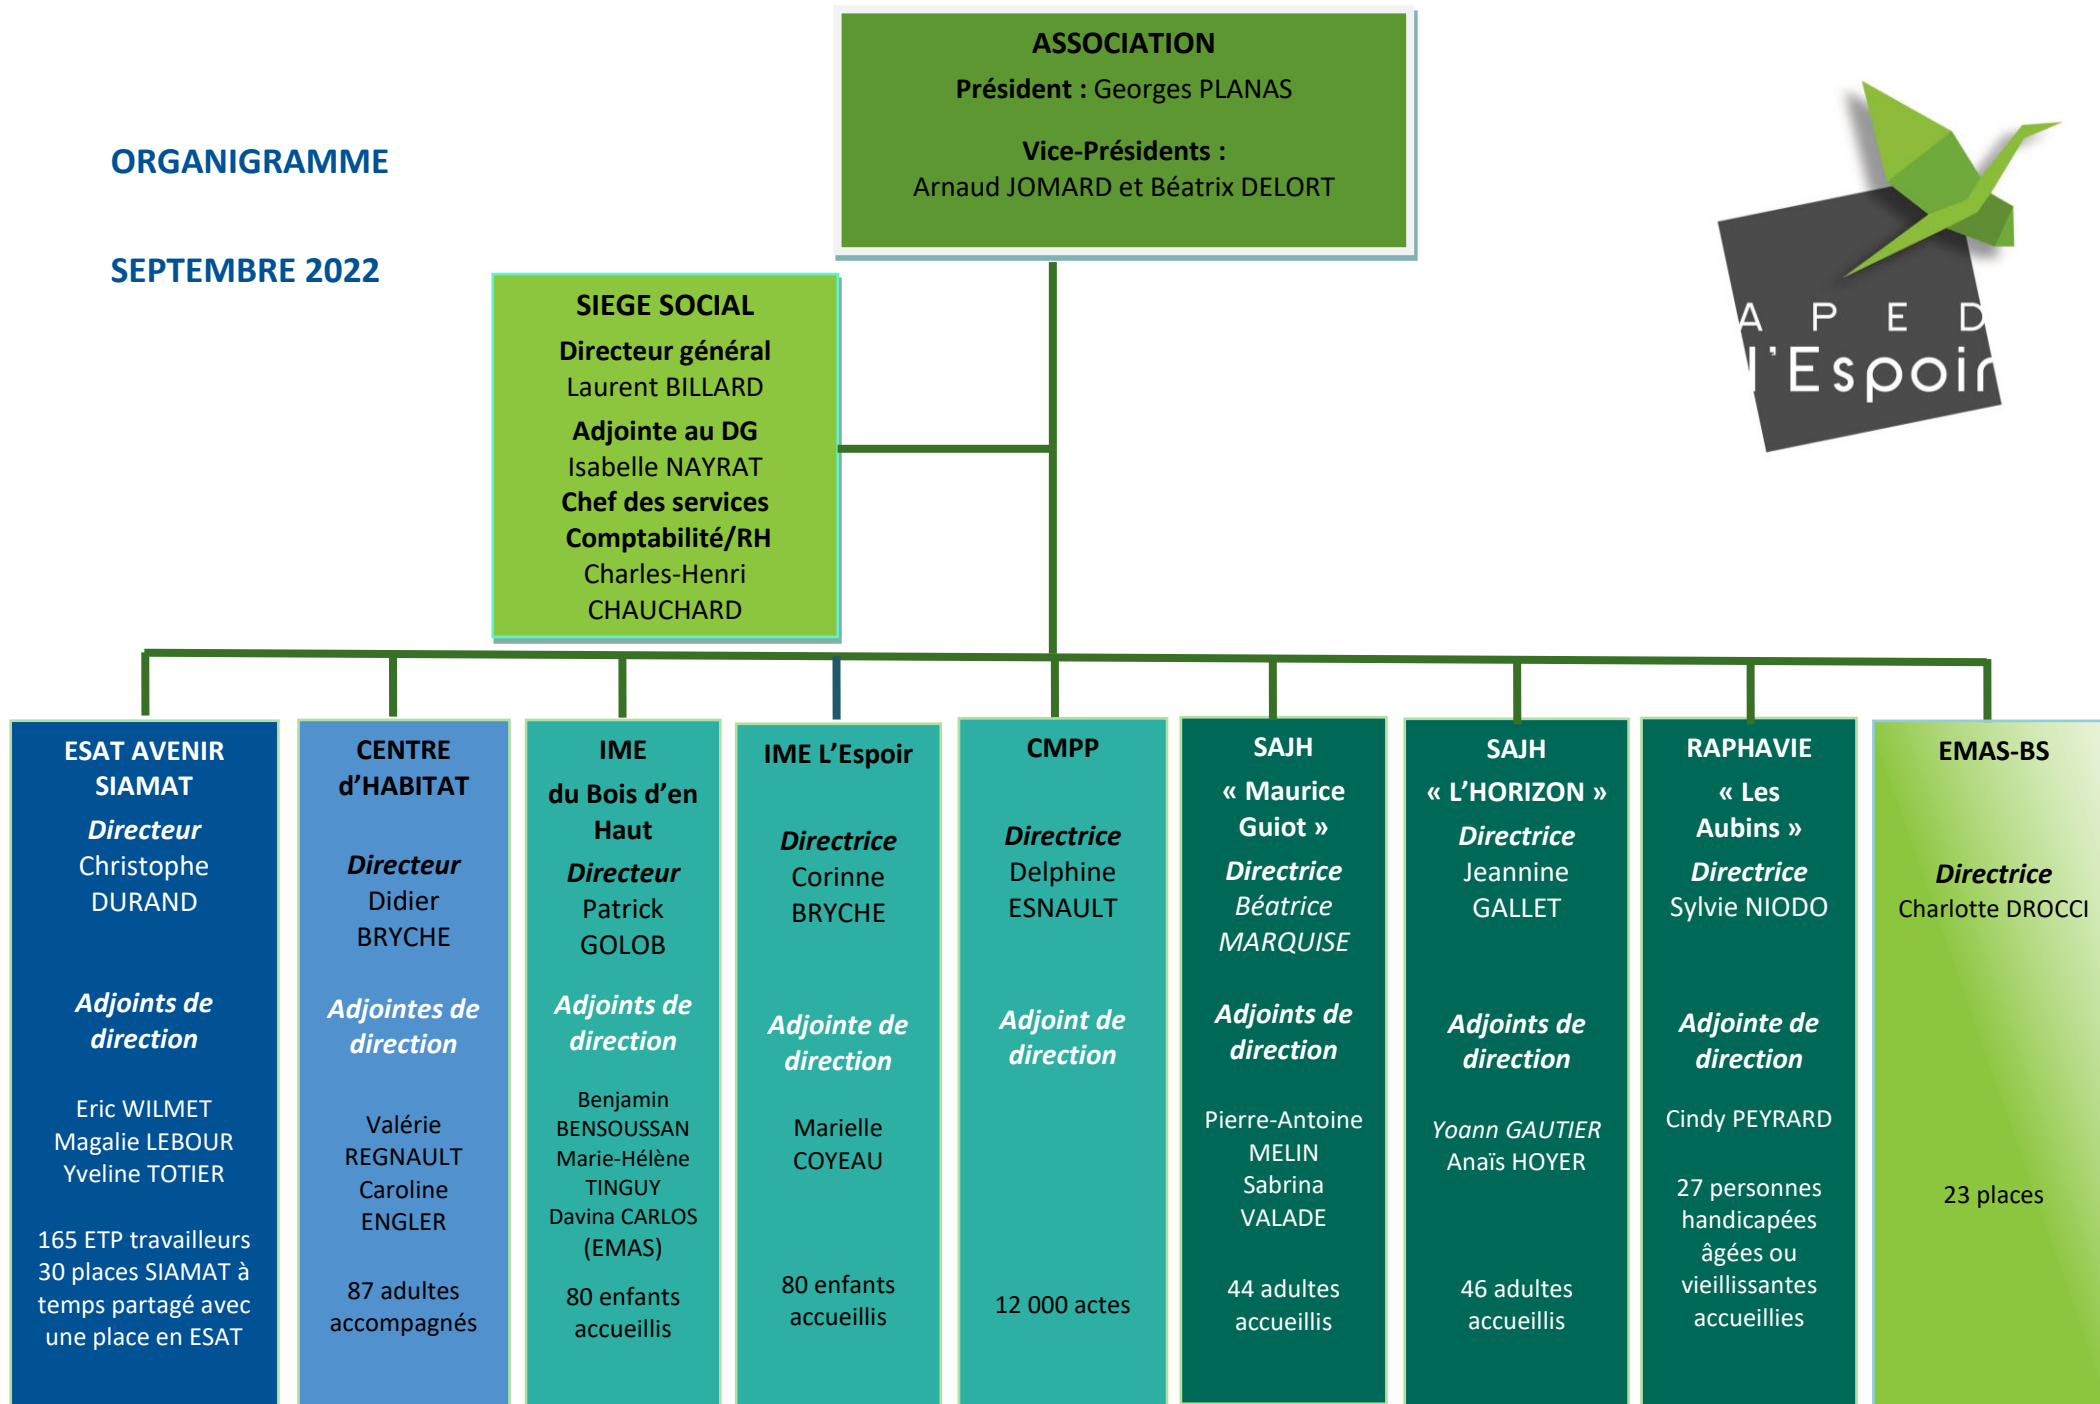 ORGANIGRAMME
SEPTEMBRE 2022
ASSOCIATION
Président : Georges PLANAS
Vice-Présidents :
Arnaud JOMARD et Béatrix DELORT
A P E D
l'Espoir
SIEGE SOCIAL
Directeur général
Laurent BILLARD
Adjointe au DG
Isabelle NAYRAT
Chef des services
Comptabilité/RH
Charles-Henri
CHAUCHARD
ESAT AVENIR
SIAMAT
Directeur
Christophe
DURAND
Adjoints de
direction
Eric WILMET
Magalie LEBOUR
Yveline TOTIER
165 ETP travailleurs
30 places SIAMAT à
temps partagé avec
une place en ESAT
CENTRE
d'HABITAT
Directeur
Didier
BRYCHE
Adjointes de
direction
Valérie
REGNAULT
Caroline
ENGLER
87 adultes
accompagnés
IME
du Bois d'en
Haut
Directeur
Patrick
GOLOB
Adjoints de
direction
Benjamin
BENSOUSSAN
Marie-Hélène
TINGUY
Davina CARLOS
(EMAS)
80 enfants
accueillis
IME L'Espoir
Directrice
Corinne
BRYCHE
Adjointe de
direction
Marielle
COYEAU
80 enfants
accueillis
CMPP
Directrice
Delphine
ESNAULT
Adjoint de
direction
12 000 actes
SAJH
« Maurice
Guiot »
Directrice
Béatrice
MARQUISE
Adjoints de
direction
Pierre-Antoine
MELIN
Sabrina
VALADE
44 adultes
accueillis
SAJH
« L'HORIZON »
Directrice
Jeannine
GALLET
Adjoints de
direction
Yoann GAUTIER
Anaïs HOYER
46 adultes
accueillis
RAPHAVIE
« Les
Aubins »
Directrice
Sylvie NIODO
Adjointe de
direction
Cindy PEYRARD
27 personnes
handicapées
âgées ou
vieillissantes
accueillies
EMAS-BS
Directrice
Charlotte DROCCI
23 places